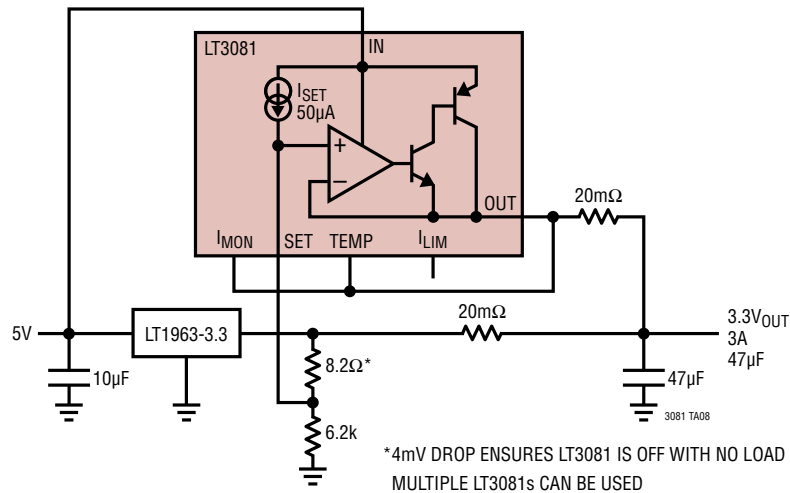 LT3081
IN
I_SET
50µA
+
–
OUT
I_MON
SET
TEMP
I_LIM
20mΩ
20mΩ
5V
LT1963-3.3
10µF
8.2Ω*
6.2k
3.3V_OUT
3A
47µF
47µF
3081 TA08
*4mV DROP ENSURES LT3081 IS OFF WITH NO LOAD
MULTIPLE LT3081s CAN BE USED